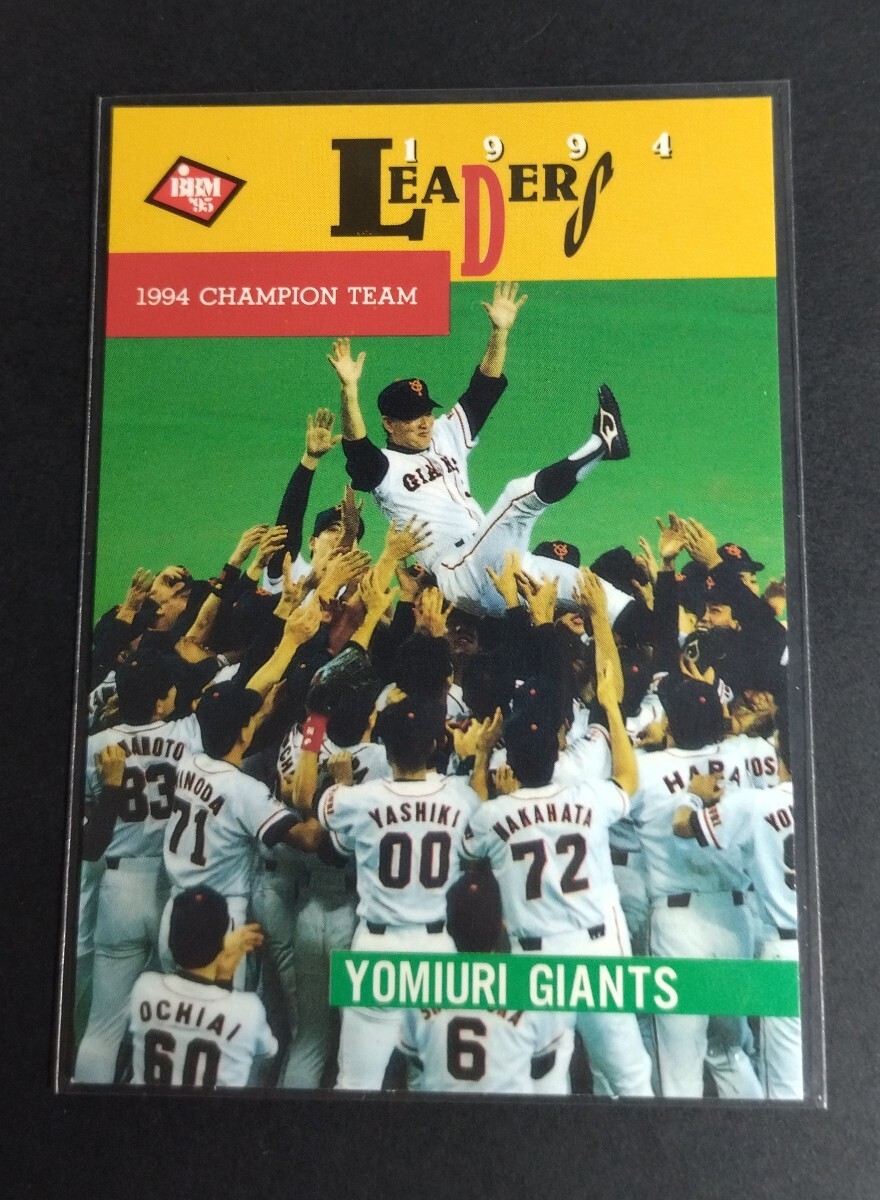 1994
LEADERS
BBM
'95
1994 CHAMPION TEAM
GIANTS
83
71
YASHIKI
00
NAKAHATA
72
HARA
YOMIURI GIANTS
OCHIAI
60
6